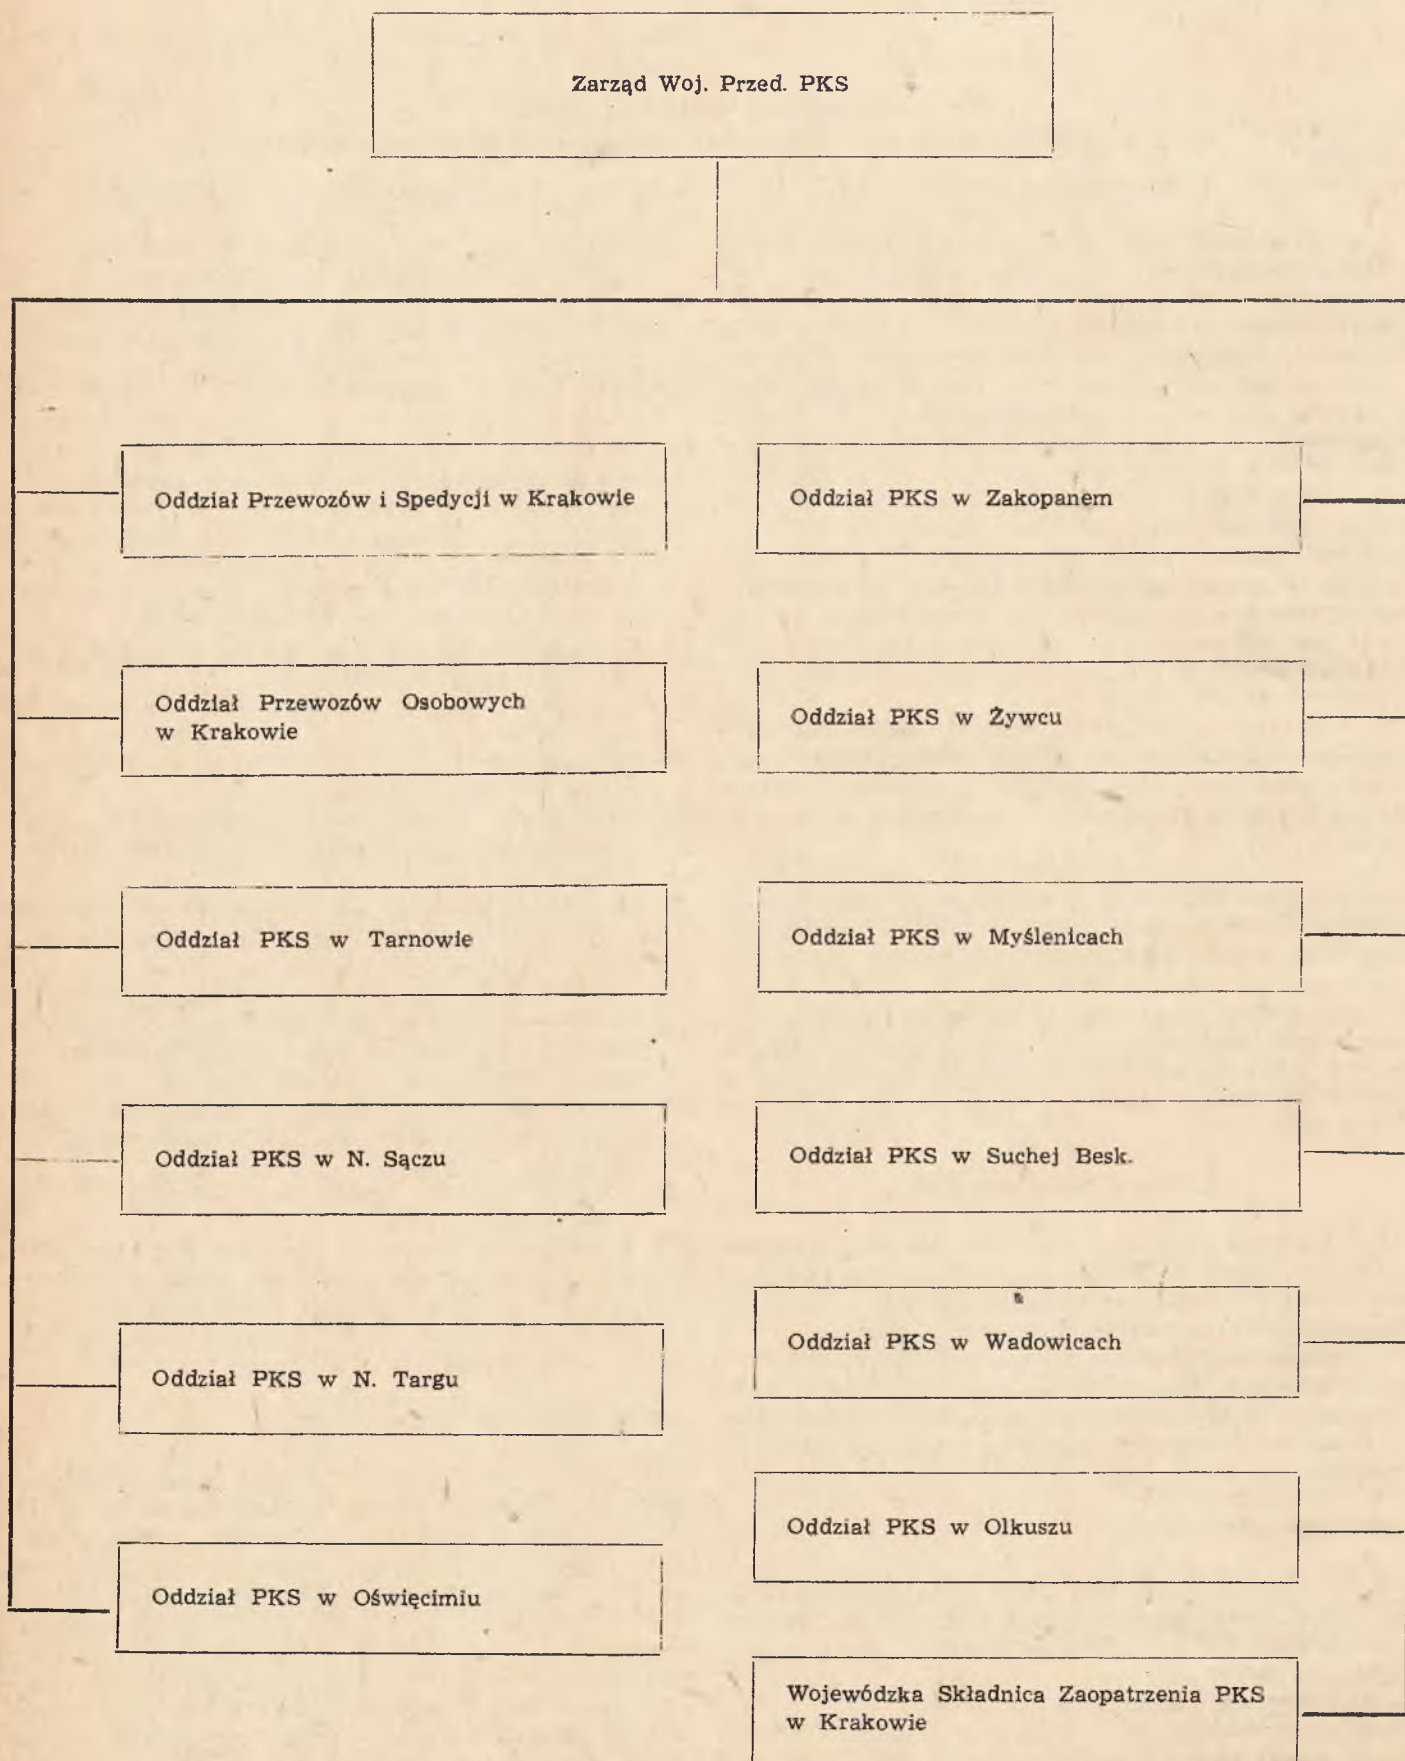 Zarząd Woj. Przed. PKS
Oddział Przewozów i Spedycji w Krakowie
Oddział Przewozów Osobowych
w Krakowie
Oddział PKS w Tarnowie
Oddział PKS w N. Sączu
Oddział PKS w N. Targu
Oddział PKS w Oświęcimiu
Oddział PKS w Zakopanem
Oddział PKS w Żywcu
Oddział PKS w Myślenicach
Oddział PKS w Suchej Besk.
Oddział PKS w Wadowicach
Oddział PKS w Olkuszu
Wojewódzka Składnica Zaopatrzenia PKS
w Krakowie